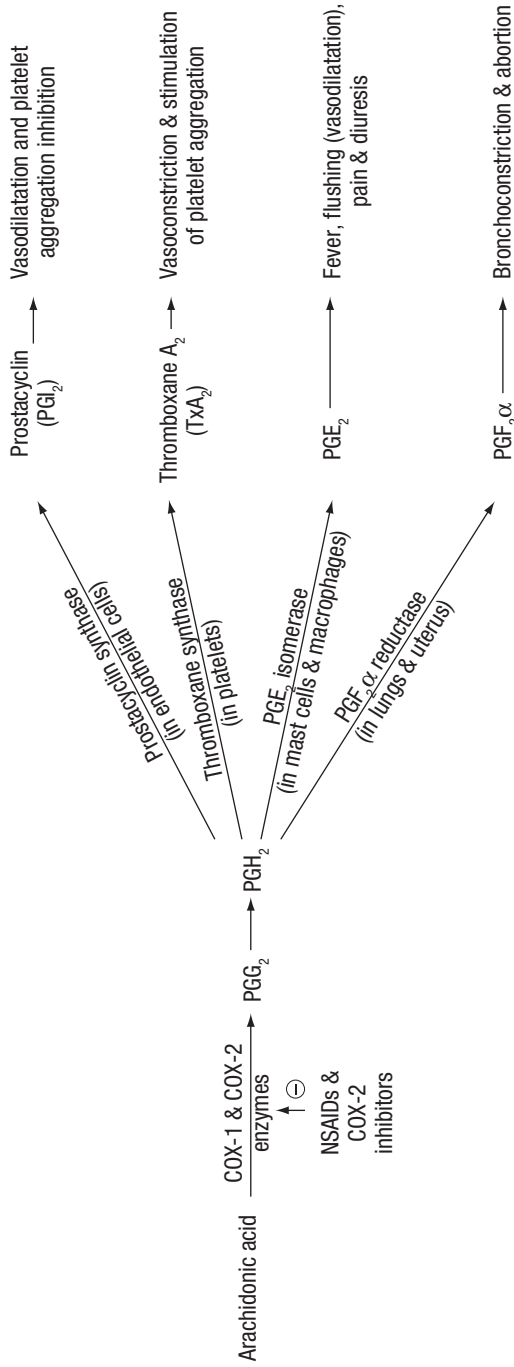 Arachidonic acid
COX-1 & COX-2
enzymes
−
NSAIDs &
COX-2
inhibitors
PGG₂
PGH₂
Prostacyclin synthase
(in endothelial cells)
Prostacyclin
(PGI₂)
Vasodilatation and platelet
aggregation inhibition
Thromboxane synthase
(in platelets)
Thromboxane A₂
(TxA₂)
Vasoconstriction & stimulation
of platelet aggregation
PGE₂ isomerase
(in mast cells & macrophages)
PGE₂
Fever, flushing (vasodilatation),
pain & diuresis
PGF₂α reductase
(in lungs & uterus)
PGF₂α
Bronchoconstriction & abortion